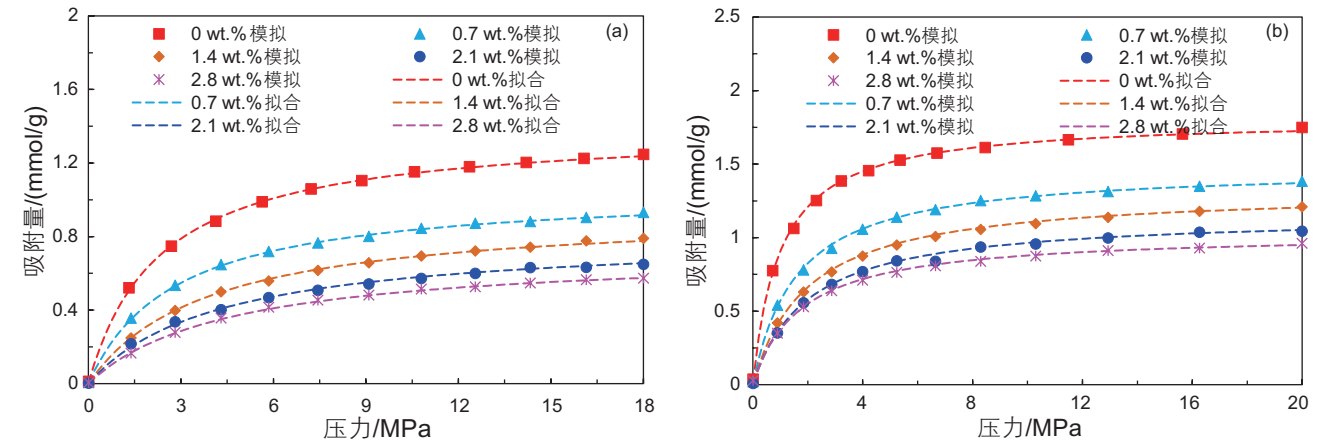 2
1.6
1.2
0.8
0.4
0
吸附量/(mmol/g)
0 wt.%模拟
0.7 wt.%模拟
(a)
1.4 wt.%模拟
2.1 wt.%模拟
2.8 wt.%模拟
0 wt.%拟合
0.7 wt.%拟合
1.4 wt.%拟合
2.1 wt.%拟合
2.8 wt.%拟合
0 3 6 9 12 15 18
压力/MPa
2.5
2
1.5
1
0.5
0
吸附量/(mmol/g)
0 wt.%模拟
0.7 wt.%模拟
(b)
1.4 wt.%模拟
2.1 wt.%模拟
2.8 wt.%模拟
0 wt.%拟合
0.7 wt.%模拟
1.4 wt.%拟合
2.1 wt.%模拟
2.8 wt.%拟合
0 4 8 12 16 20
压力/MPa